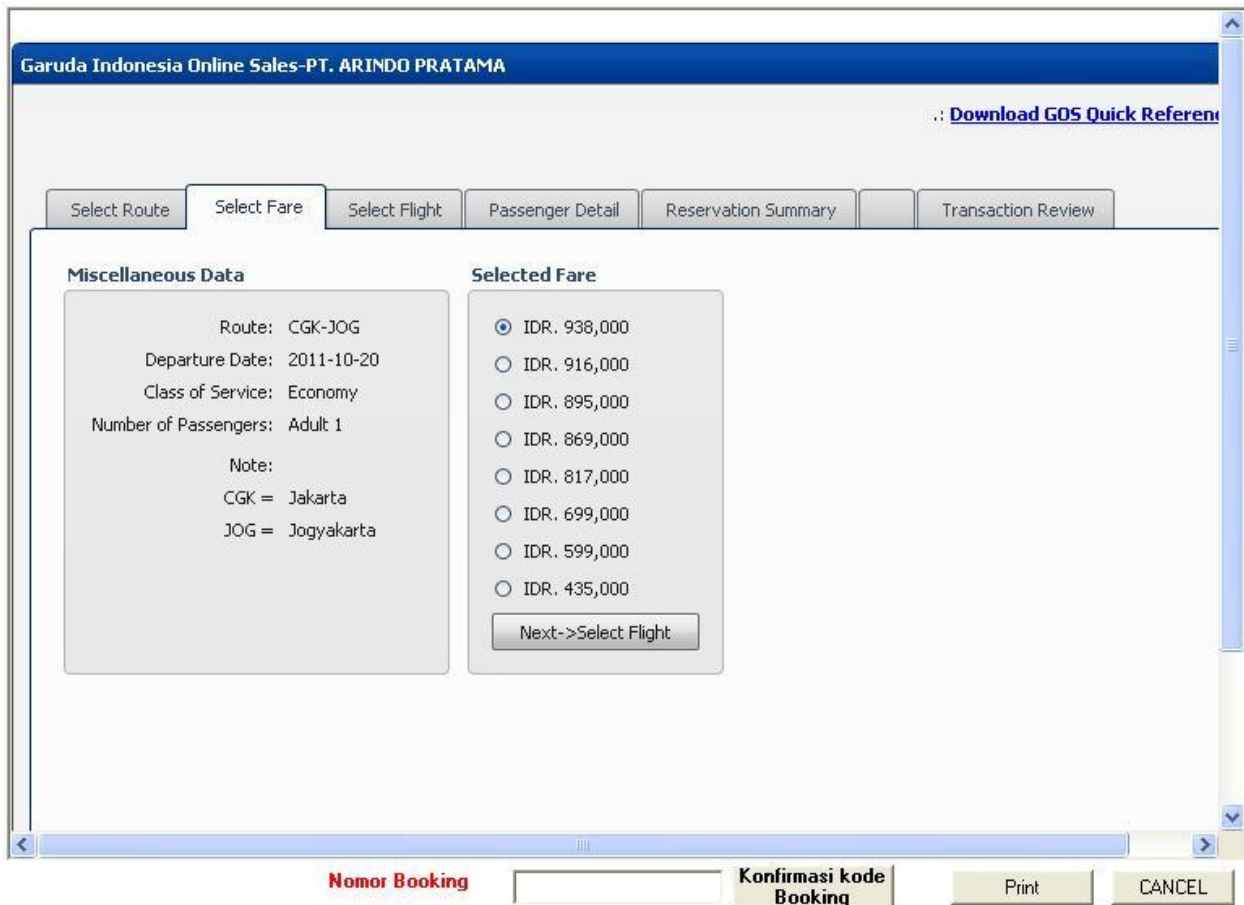 Garuda Indonesia Online Sales-PT. ARINDO PRATAMA
.: Download GOS Quick Referen
Select Route
Select Fare
Select Flight
Passenger Detail
Reservation Summary
Transaction Review
Miscellaneous Data
Route: CGK-JOG
Departure Date: 2011-10-20
Class of Service: Economy
Number of Passengers: Adult 1
Note:
CGK = Jakarta
JOG = Jogyakarta
Selected Fare
IDR. 938,000
IDR. 916,000
IDR. 895,000
IDR. 869,000
IDR. 817,000
IDR. 699,000
IDR. 599,000
IDR. 435,000
Next->Select Flight
Nomor Booking
Konfirmasi kode
Booking
Print
CANCEL